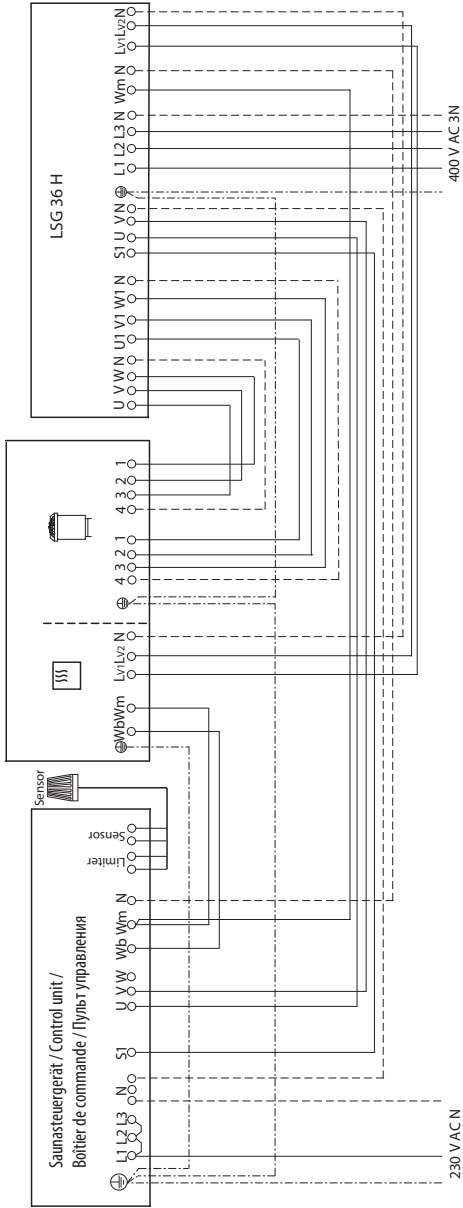 Saunasteuergerät / Control unit /
Boîtier de commande / Пульт управления
L1 L2 L3 N S1 U V W Wb Wm N Limiter Sensor
Sensor
230 V AC N
Wb Wm Lv1 Lv2 N 4 3 2 1 4 3 2 1
LSG 36 H
U V W N U1 V1 W1 N S1 U V N L1 L2 L3 N Wm N Lv1 Lv2 N
400 V AC 3N